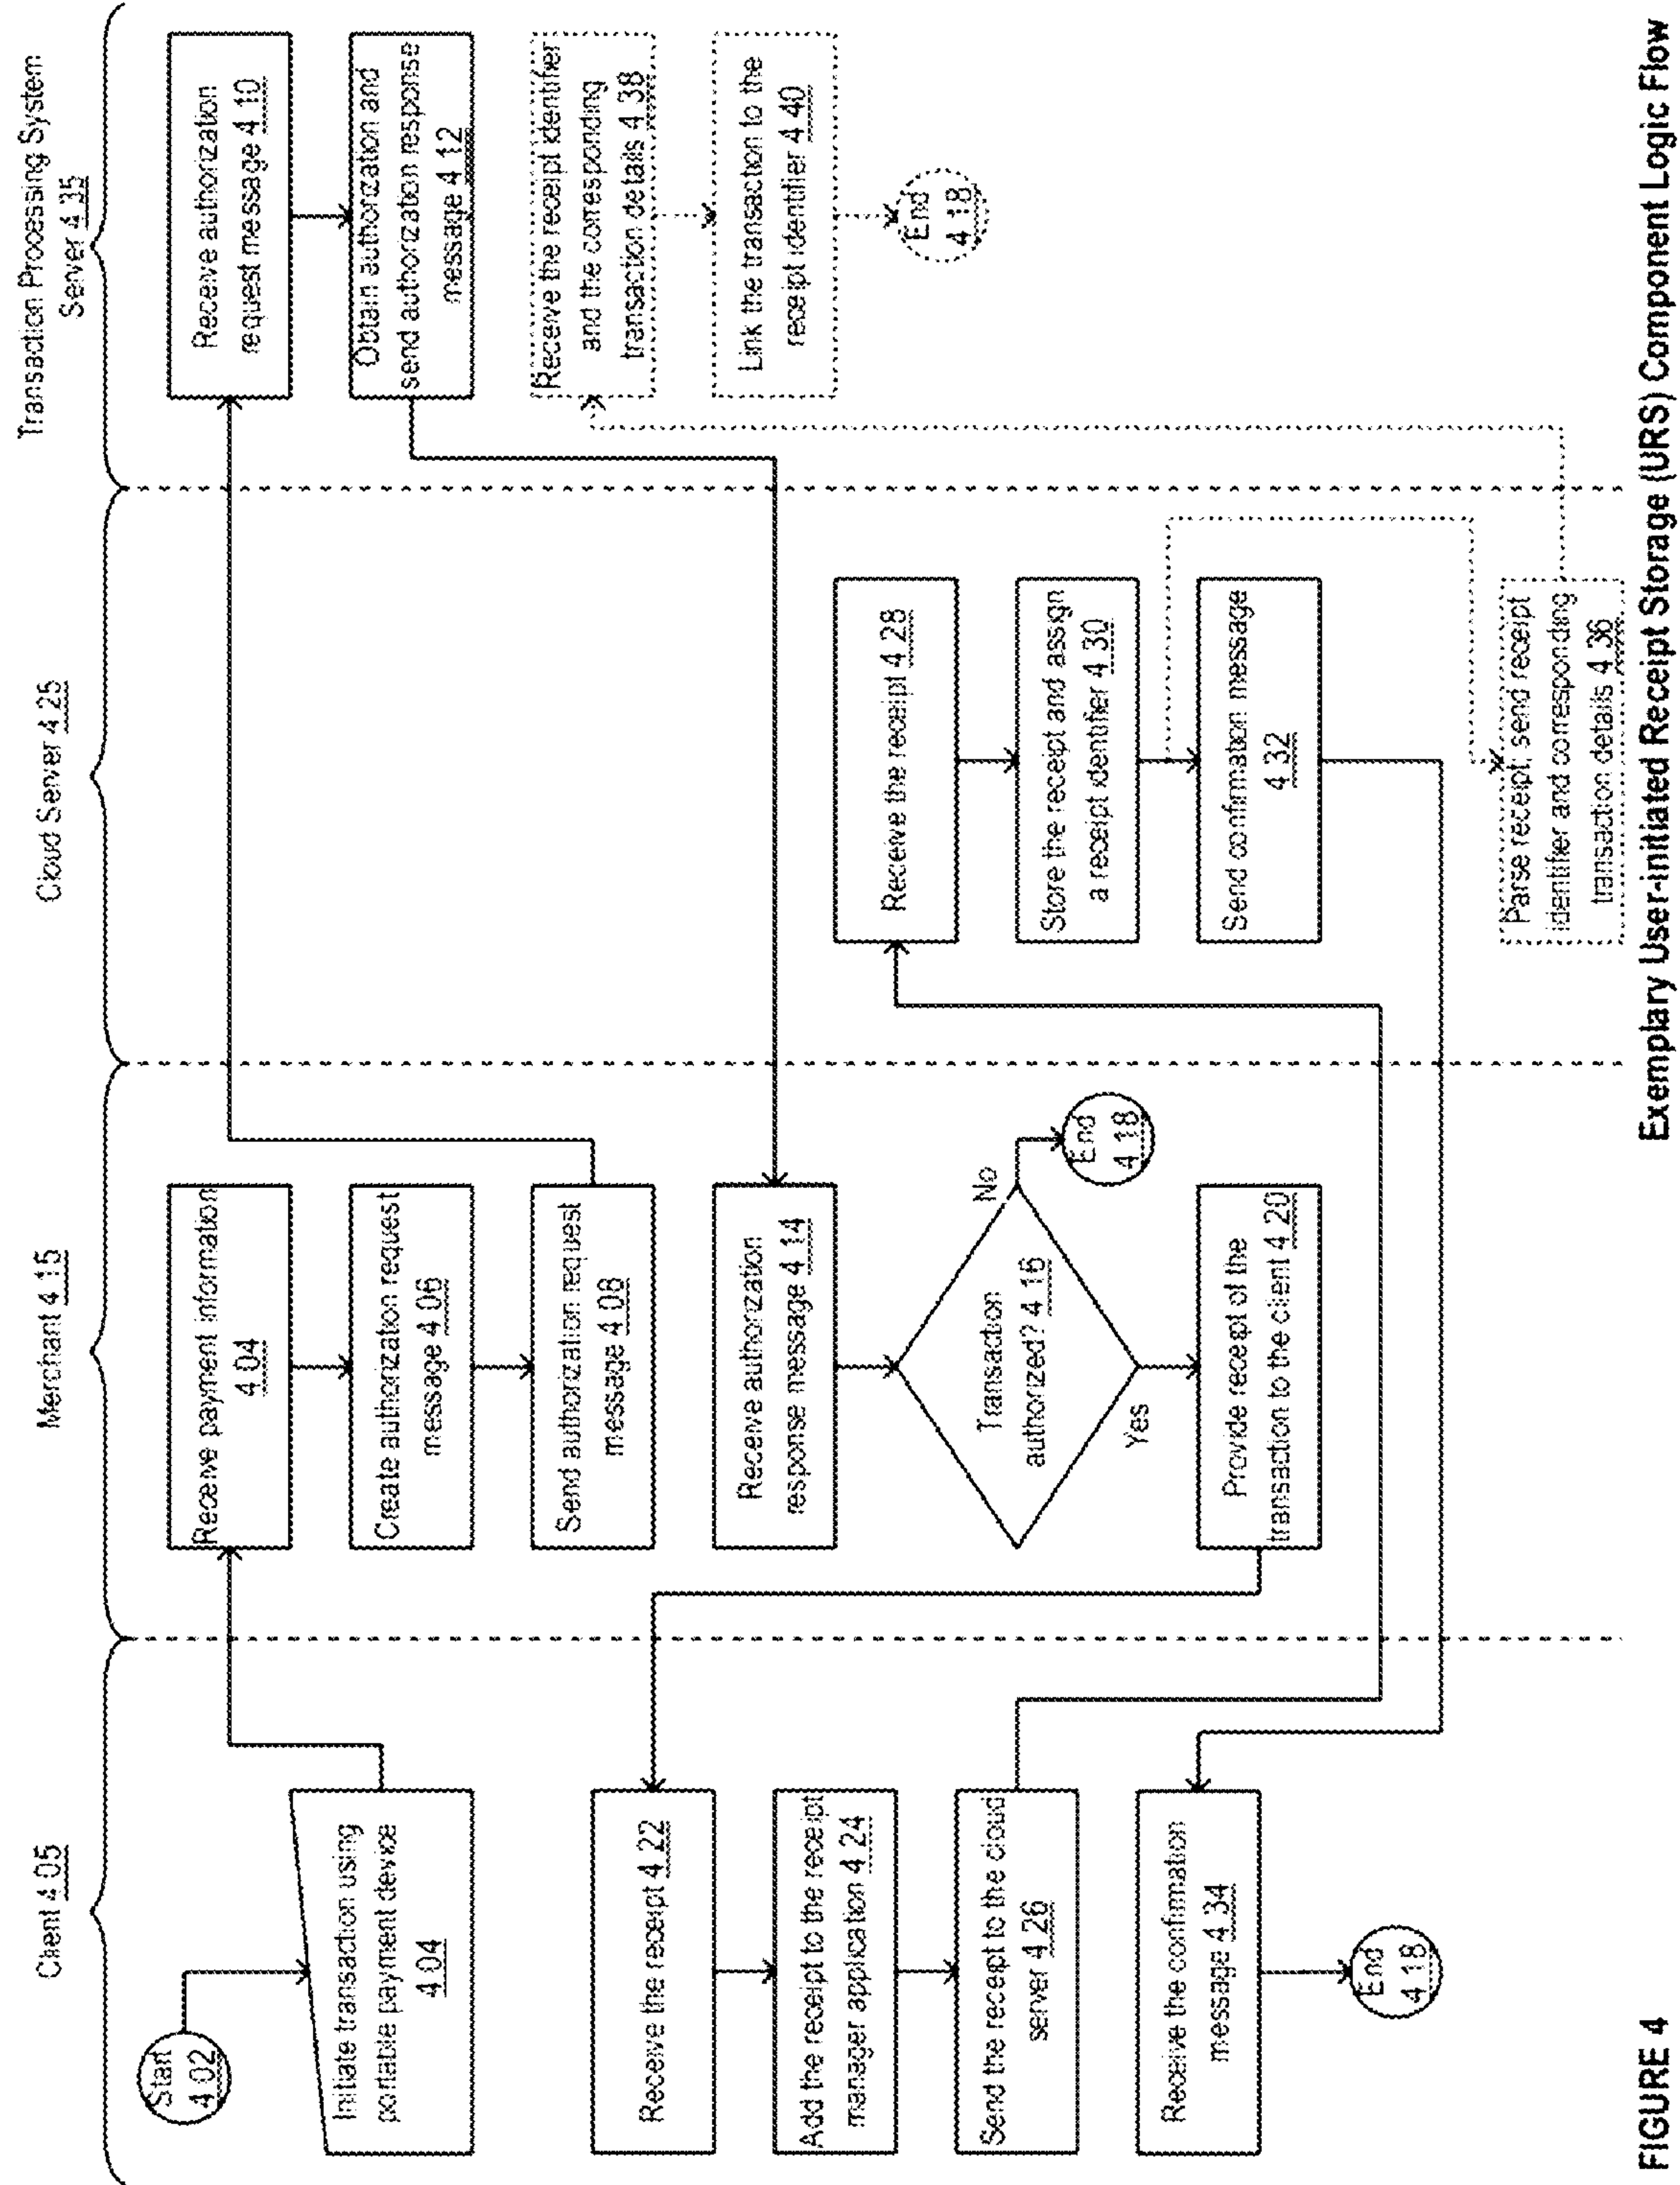 Client 4 05
Start
4 02
Initiate transaction using
portable payment device
4 04
Receive the receipt 4 22
Add the receipt to the receipt
manager application 4 24
Send the receipt to the cloud
server 4 26
Receive the confirmation
message 4 34
End
4 18
Merchant 4 15
Receive payment information
4 04
Create authorization request
message 4 06
Send authorization request
message 4 08
Receive authorization
response message 4 14
Transaction
authorized? 4 16
No
End
4 18
Yes
Provide receipt of the
transaction to the client 4 20
Cloud Server 4 25
Receive the receipt 4 28
Store the receipt and assign
a receipt identifier 4 30
Send confirmation message
4 32
Parse receipt, send receipt
identifier and corresponding
transaction details 4 36
Transaction Processing System
Server 4 35
Receive authorization
request message 4 10
Obtain authorization and
send authorization response
message 4 12
Receive the receipt identifier
and the corresponding
transaction details 4 38
Link the transaction to the
receipt identifier 4 40
End
4 18
FIGURE 4
Exemplary User-initiated Receipt Storage (URS) Component Logic Flow